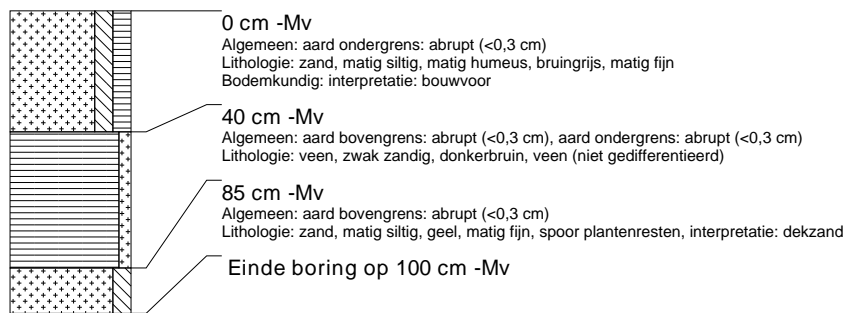 0 cm -Mv
Algemeen: aard ondergrens: abrupt (<0,3 cm)
Lithologie: zand, matig siltig, matig humeus, bruingrijs, matig fijn
Bodemkundig: interpretatie: bouwvoor
40 cm -Mv
Algemeen: aard bovengrens: abrupt (<0,3 cm), aard ondergrens: abrupt (<0,3 cm)
Lithologie: veen, zwak zandig, donkerbruin, veen (niet gedifferentieerd)
85 cm -Mv
Algemeen: aard bovengrens: abrupt (<0,3 cm)
Lithologie: zand, matig siltig, geel, matig fijn, spoor plantenresten, interpretatie: dekzand
Einde boring op 100 cm -Mv